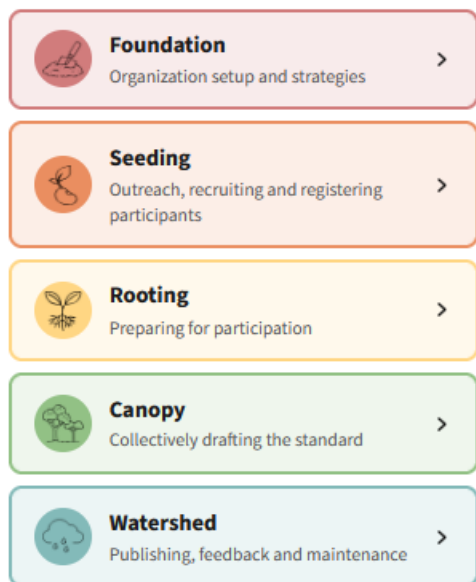 Foundation
Organization setup and strategies
Seeding
Outreach, recruiting and registering
participants
Rooting
Preparing for participation
Canopy
Collectively drafting the standard
Watershed
Publishing, feedback and maintenance